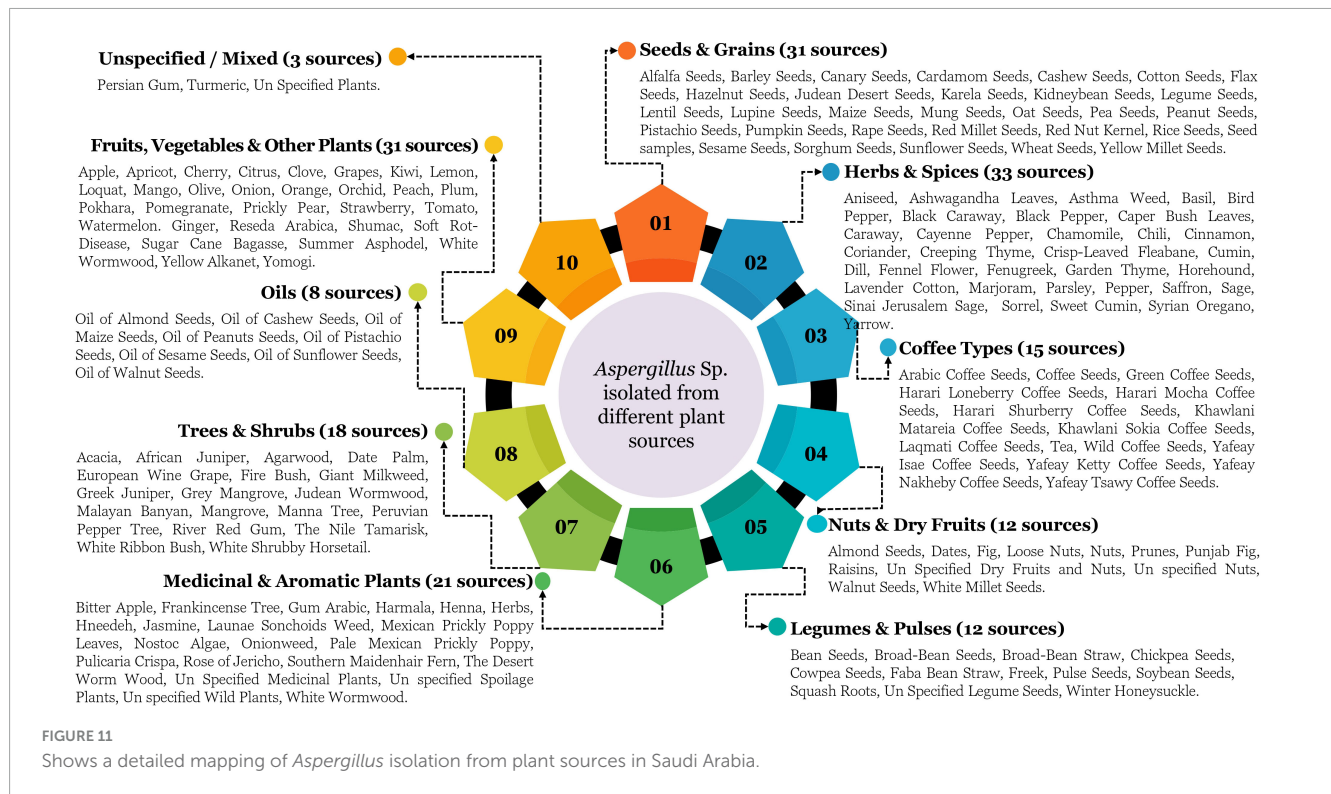 Unspecified / Mixed (3 sources)
Persian Gum, Turmeric, Un Specified Plants.
Fruits, Vegetables & Other Plants (31 sources)
Apple, Apricot, Cherry, Citrus, Clove, Grapes, Kiwi, Lemon,
Loquat, Mango, Olive, Onion, Orange, Orchid, Peach, Plum,
Pokhara, Pomegranate, Prickly Pear, Strawberry, Tomato,
Watermelon. Ginger, Reseda Arabica, Shumac, Soft Rot-
Disease, Sugar Cane Bagasse, Summer Asphodel, White
Wormwood, Yellow Alkanet, Yomogi.
Oils (8 sources)
Oil of Almond Seeds, Oil of Cashew Seeds, Oil of
Maize Seeds, Oil of Peanuts Seeds, Oil of Pistachio
Seeds, Oil of Sesame Seeds, Oil of Sunflower Seeds,
Oil of Walnut Seeds.
Trees & Shrubs (18 sources)
Acacia, African Juniper, Agarwood, Date Palm,
European Wine Grape, Fire Bush, Giant Milkweed,
Greek Juniper, Grey Mangrove, Judean Wormwood,
Malayan Banyan, Mangrove, Manna Tree, Peruvian
Pepper Tree, River Red Gum, The Nile Tamarisk,
White Ribbon Bush, White Shrubby Horsetail.
Medicinal & Aromatic Plants (21 sources)
Bitter Apple, Frankincense Tree, Gum Arabic, Harmala, Henna, Herbs,
Hneedeh, Jasmine, Launae Sonchoids Weed, Mexican Prickly Poppy
Leaves, Nostoc Algae, Onionweed, Pale Mexican Prickly Poppy,
Pulicaria Crispa, Rose of Jericho, Southern Maidenhair Fern, The Desert
Worm Wood, Un Specified Medicinal Plants, Un specified Spoilage
Plants, Un specified Wild Plants, White Wormwood.
01
02
03
04
05
06
07
08
09
10
Aspergillus Sp.
isolated from
different plant
sources
Seeds & Grains (31 sources)
Alfalfa Seeds, Barley Seeds, Canary Seeds, Cardamom Seeds, Cashew Seeds, Cotton Seeds, Flax
Seeds, Hazelnut Seeds, Judean Desert Seeds, Karela Seeds, Kidneybean Seeds, Legume Seeds,
Lentil Seeds, Lupine Seeds, Maize Seeds, Mung Seeds, Oat Seeds, Pea Seeds, Peanut Seeds,
Pistachio Seeds, Pumpkin Seeds, Rape Seeds, Red Millet Seeds, Red Nut Kernel, Rice Seeds, Seed
samples, Sesame Seeds, Sorghum Seeds, Sunflower Seeds, Wheat Seeds, Yellow Millet Seeds.
Herbs & Spices (33 sources)
Aniseed, Ashwagandha Leaves, Asthma Weed, Basil, Bird
Pepper, Black Caraway, Black Pepper, Caper Bush Leaves,
Caraway, Cayenne Pepper, Chamomile, Chili, Cinnamon,
Coriander, Creeping Thyme, Crisp-Leaved Fleabane, Cumin,
Dill, Fennel Flower, Fenugreek, Garden Thyme, Horehound,
Lavender Cotton, Marjoram, Parsley, Pepper, Saffron, Sage,
Sinai Jerusalem Sage, Sorrel, Sweet Cumin, Syrian Oregano,
Yarrow.
Coffee Types (15 sources)
Arabic Coffee Seeds, Coffee Seeds, Green Coffee Seeds,
Harari Loneberry Coffee Seeds, Harari Mocha Coffee
Seeds, Harari Shurberry Coffee Seeds, Khawlani
Matareia Coffee Seeds, Khawlani Sokia Coffee Seeds,
Laqmati Coffee Seeds, Tea, Wild Coffee Seeds, Yafeay
Isae Coffee Seeds, Yafeay Ketty Coffee Seeds, Yafeay
Nakheby Coffee Seeds, Yafeay Tsawy Coffee Seeds.
Nuts & Dry Fruits (12 sources)
Almond Seeds, Dates, Fig, Loose Nuts, Nuts, Prunes, Punjab Fig,
Raisins, Un Specified Dry Fruits and Nuts, Un specified Nuts,
Walnut Seeds, White Millet Seeds.
Legumes & Pulses (12 sources)
Bean Seeds, Broad-Bean Seeds, Broad-Bean Straw, Chickpea Seeds,
Cowpea Seeds, Faba Bean Straw, Freek, Pulse Seeds, Soybean Seeds,
Squash Roots, Un Specified Legume Seeds, Winter Honeysuckle.
FIGURE 11
Shows a detailed mapping of Aspergillus isolation from plant sources in Saudi Arabia.